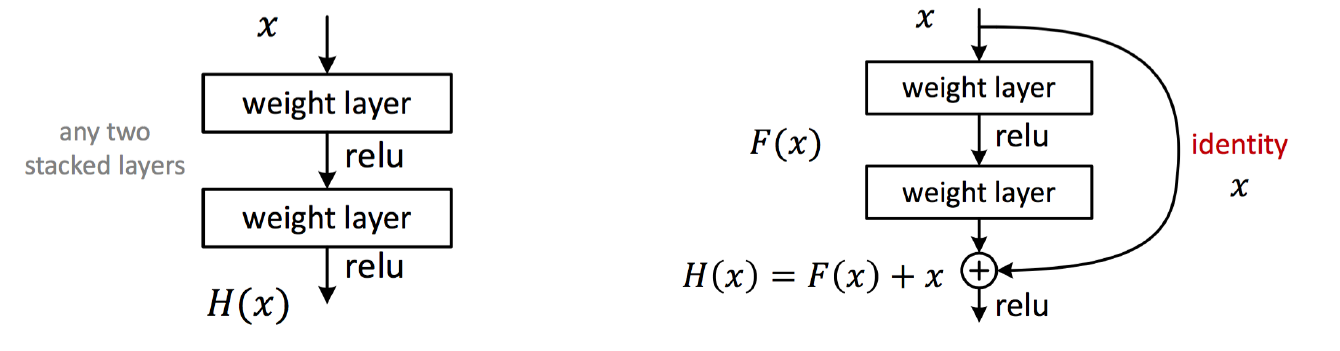 x
weight layer
any two
stacked layers
relu
weight layer
relu
H(x)
x
weight layer
F(x)
relu
identity
x
weight layer
H(x) = F(x) + x
+
relu